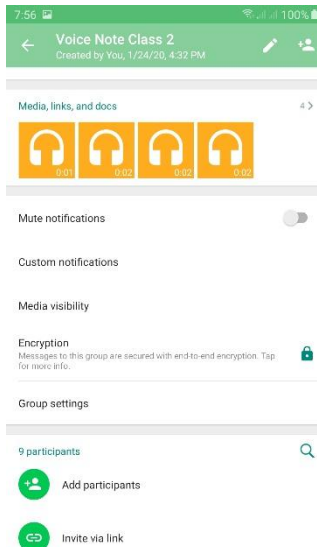 7:56 100%
Voice Note Class 2
Created by You, 1/24/20, 4:32 PM
Media, links, and docs 4 >
0:01 0:02 0:02 0:02
Mute notifications
Custom notifications
Media visibility
Encryption
Messages to this group are secured with end-to-end encryption. Tap
for more info.
Group settings
9 participants
Add participants
Invite via link